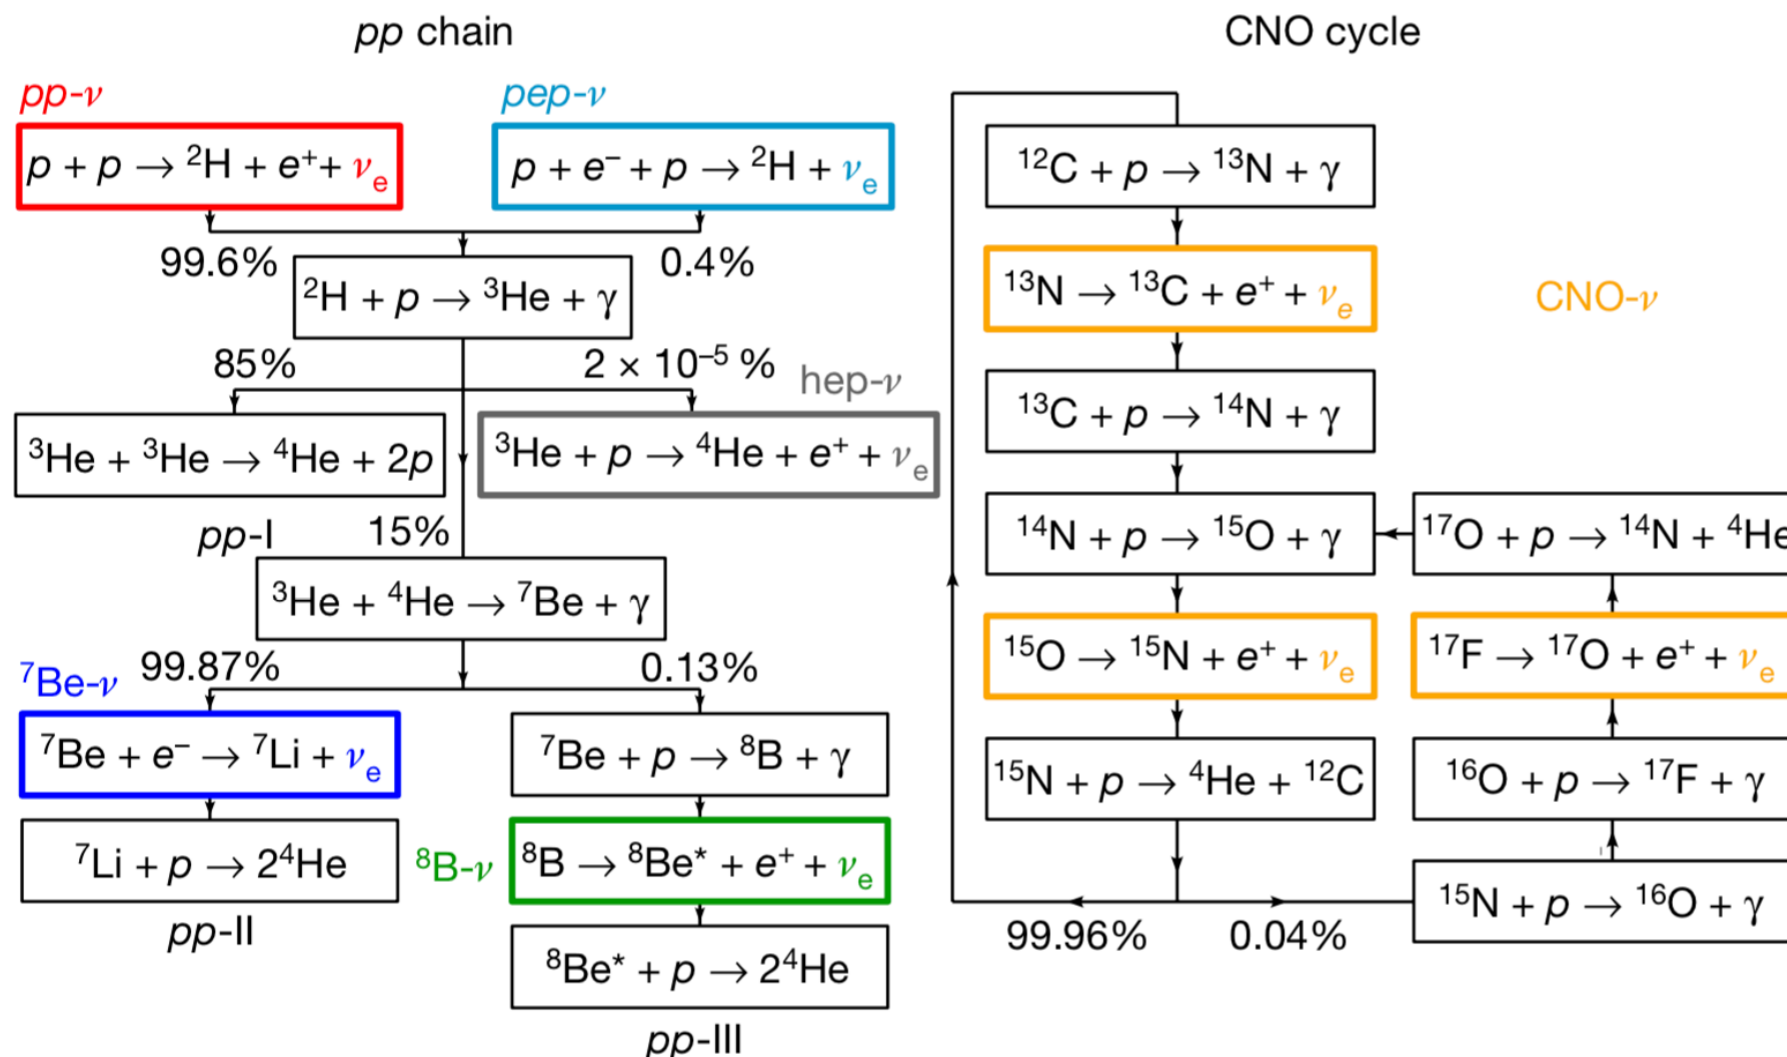 pp chain
pp-ν
pep-ν
p + p → ²H + e⁺+ νₑ
p + e⁻ + p → ²H + νₑ
99.6%
0.4%
²H + p → ³He + γ
85%
2 × 10⁻⁵ %
hep-ν
³He + ³He → ⁴He + 2p
³He + p → ⁴He + e⁺ + νₑ
pp-I
15%
³He + ⁴He → ⁷Be + γ
⁷Be-ν
99.87%
0.13%
⁷Be + e⁻ → ⁷Li + νₑ
⁷Be + p → ⁸B + γ
⁷Li + p → 2⁴He
⁸B-ν
⁸B → ⁸Be* + e⁺ + νₑ
pp-II
⁸Be* + p → 2⁴He
pp-III
CNO cycle
¹²C + p → ¹³N + γ
¹³N → ¹³C + e⁺ + νₑ
CNO-ν
¹³C + p → ¹⁴N + γ
¹⁴N + p → ¹⁵O + γ
¹⁷O + p → ¹⁴N + ⁴He
¹⁵O → ¹⁵N + e⁺ + νₑ
¹⁷F → ¹⁷O + e⁺ + νₑ
¹⁵N + p → ⁴He + ¹²C
¹⁶O + p → ¹⁷F + γ
¹⁵N + p → ¹⁶O + γ
99.96%
0.04%